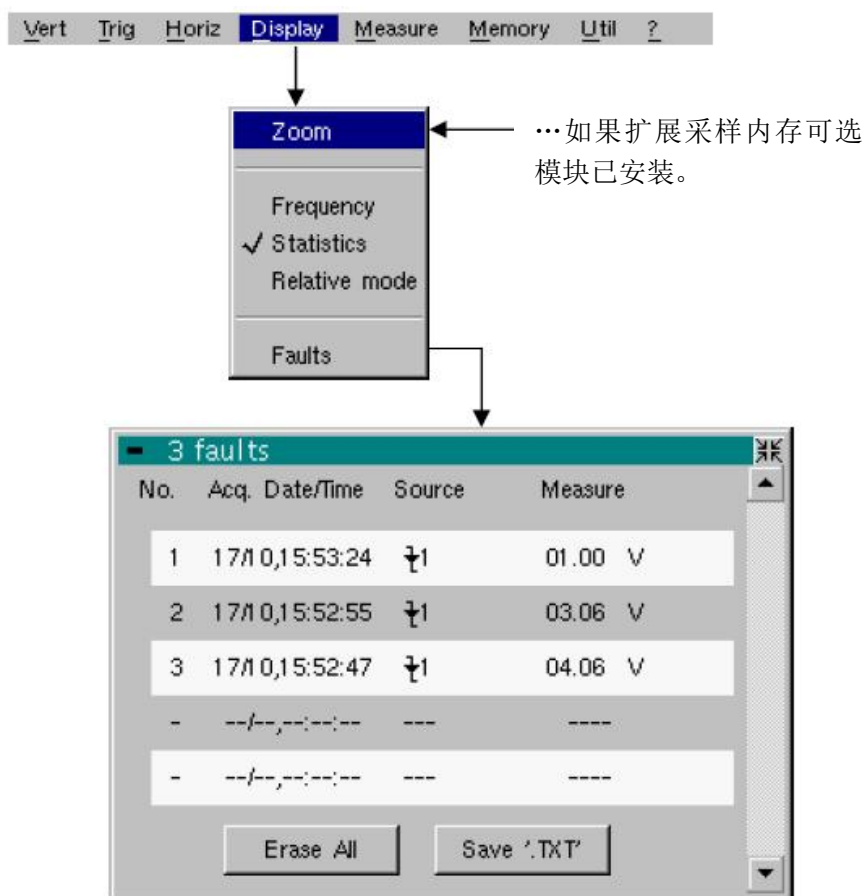 Vert Trig Horiz Display Measure Memory Util ?
Zoom
…如果扩展采样内存可选
模块已安装。
Frequency
✓ Statistics
Relative mode
Faults
3 faults
No. Acq. Date/Time Source Measure
1 17/10,15:53:24 1 01.00 V
2 17/10,15:52:55 1 03.06 V
3 17/10,15:52:47 1 04.06 V
- --/--,--:--:-- --- ----
- --/--,--:--:-- --- ----
Erase All Save '.TXT'